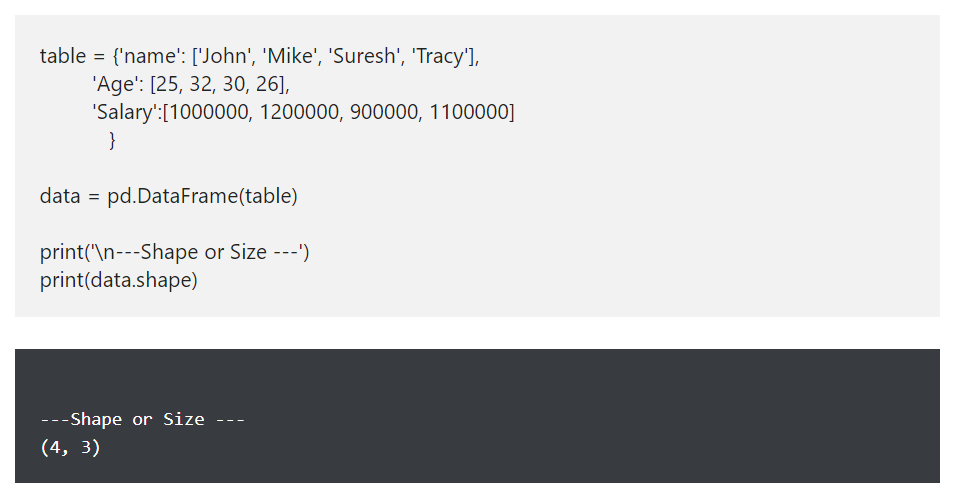 table = {'name': ['John', 'Mike', 'Suresh', 'Tracy'],
'Age': [25, 32, 30, 26],
'Salary':[1000000, 1200000, 900000, 1100000]
}
data = pd.DataFrame(table)
print('\n---Shape or Size ---')
print(data.shape)
---Shape or Size ---
(4, 3)